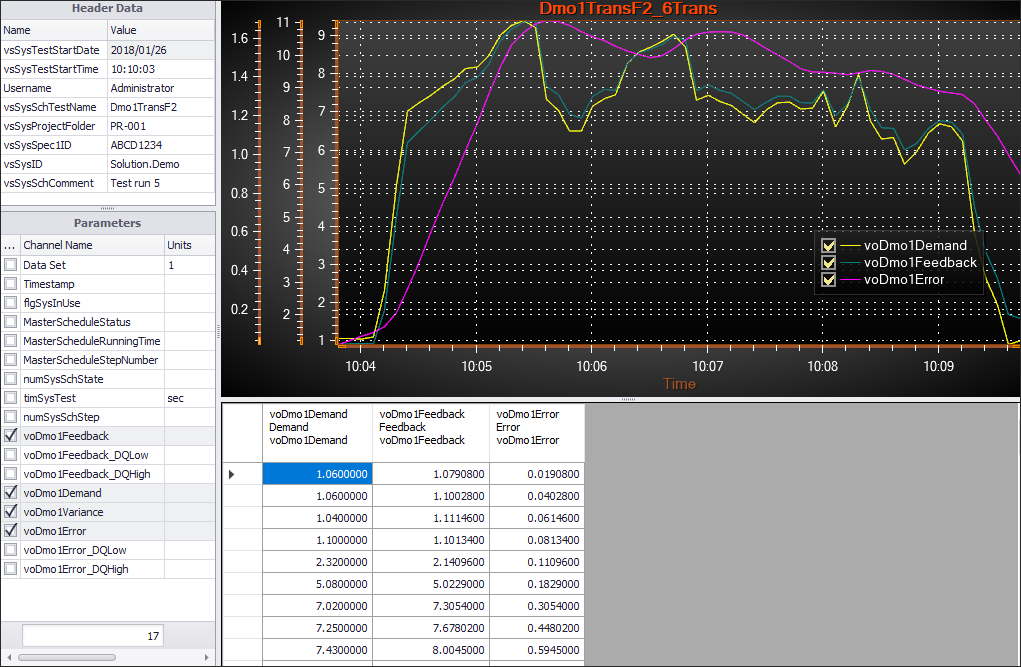 Header Data
Name Value
vsSysTestStartDate 2018/01/26
vsSysTestStartTime 10:10:03
Username Administrator
vsSysSchTestName Dmo1TransF2
vsSysProjectFolder PR-001
vsSysSpec1ID ABCD1234
vsSysID Solution.Demo
vsSysSchComment Test run 5
Parameters
... Channel Name Units
Data Set 1
Timestamp
flgSysInUse
MasterScheduleStatus
MasterScheduleRunningTime
MasterScheduleStepNumber
numSysSchState
timSysTest sec
numSysSchStep
voDmo1Feedback
voDmo1Feedback_DQLow
voDmo1Feedback_DQHigh
voDmo1Demand
voDmo1Variance
voDmo1Error
voDmo1Error_DQLow
voDmo1Error_DQHigh
17
Dmo1TransF2_6Trans
1.6
1.4
1.2
1.0
0.8
0.6
0.4
0.2
11
10
9
8
7
6
5
4
3
2
1
9
8
7
6
5
4
3
2
1
voDmo1Demand
voDmo1Feedback
voDmo1Error
10:04 10:05 10:06 10:07 10:08 10:09
Time
voDmo1Demand voDmo1Feedback voDmo1Error
Demand Feedback Error
voDmo1Demand voDmo1Feedback voDmo1Error
1.0600000 1.0790800 0.0190800
1.0600000 1.1002800 0.0402800
1.0400000 1.1114600 0.0614600
1.1000000 1.1013400 0.0813400
2.3200000 2.1409600 0.1109600
5.0800000 5.0229000 0.1829000
7.0200000 7.3054000 0.3054000
7.2500000 7.6780200 0.4480200
7.4300000 8.0045000 0.5945000